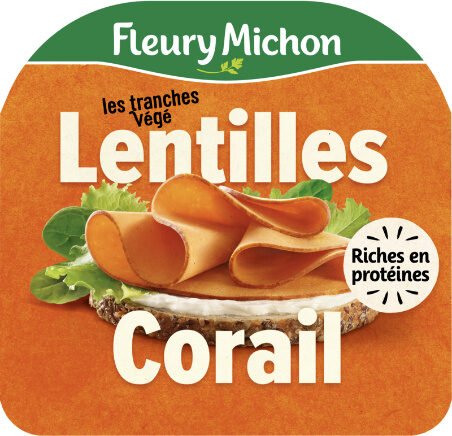 Fleury Michon
les tranches
Végé
Lentilles
Riches en
protéines
Corail